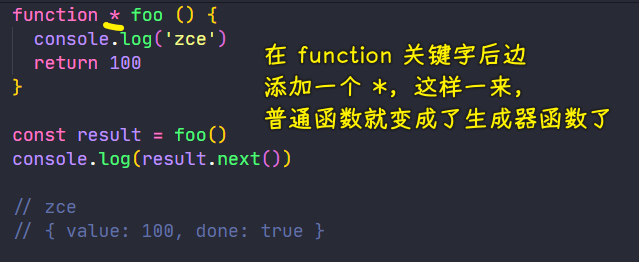 function * foo () {
console.log('zce')
return 100
}
在 function 关键字后边
添加一个 *，这样一来，
普通函数就变成了生成器函数了
const result = foo()
console.log(result.next())
// zce
// { value: 100, done: true }